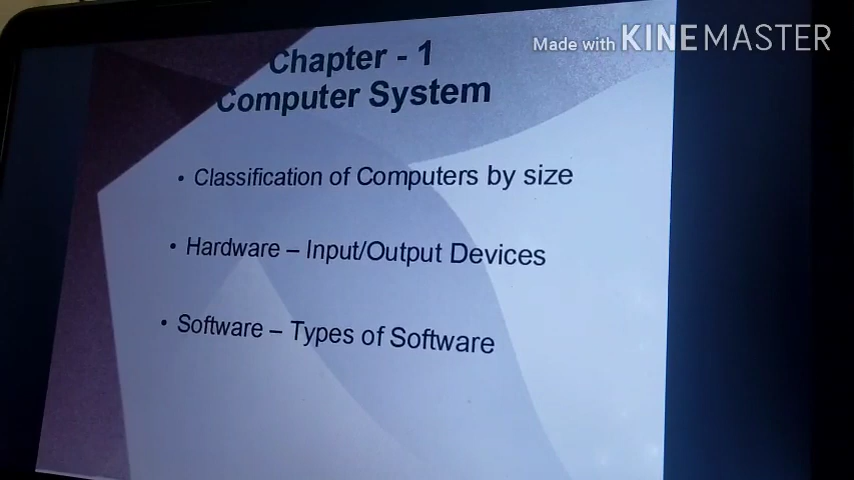 Made with KINEMASTER
Chapter - 1
Computer System
• Classification of Computers by size
• Hardware – Input/Output Devices
• Software – Types of Software